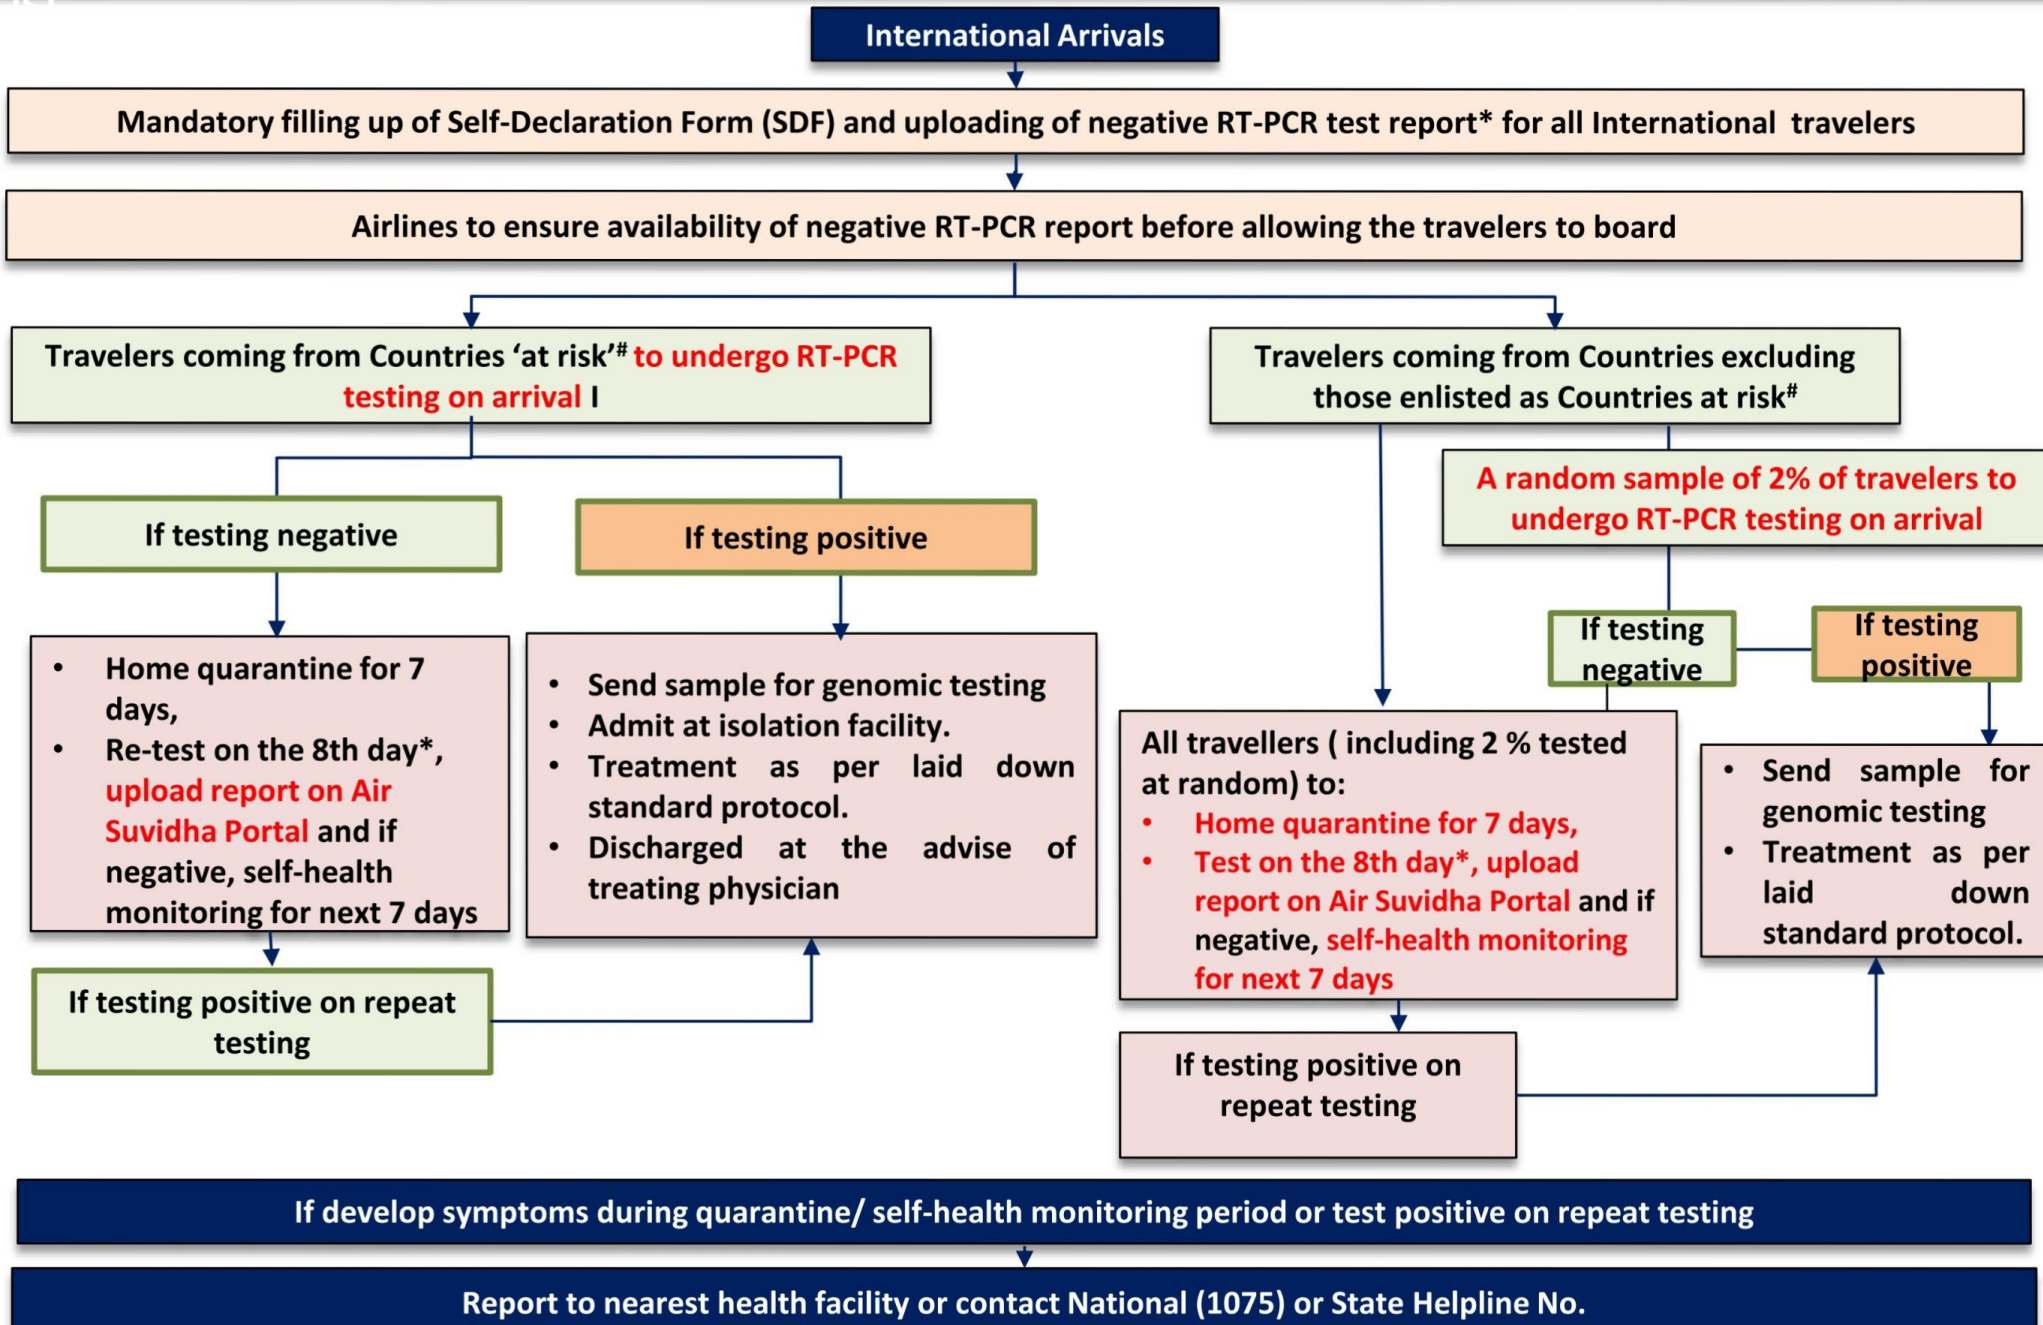 International Arrivals
Mandatory filling up of Self-Declaration Form (SDF) and uploading of negative RT-PCR test report* for all International travelers
Airlines to ensure availability of negative RT-PCR report before allowing the travelers to board
Travelers coming from Countries ‘at risk’# to undergo RT-PCR
testing on arrival I
Travelers coming from Countries excluding
those enlisted as Countries at risk#
A random sample of 2% of travelers to
undergo RT-PCR testing on arrival
If testing negative
If testing positive
If testing
negative
If testing
positive
• Home quarantine for 7
days,
• Re-test on the 8th day*,
upload report on Air
Suvidha Portal and if
negative, self-health
monitoring for next 7 days
• Send sample for genomic testing
• Admit at isolation facility.
• Treatment as per laid down
standard protocol.
• Discharged at the advise of
treating physician
All travellers ( including 2 % tested
at random) to:
• Home quarantine for 7 days,
• Test on the 8th day*, upload
report on Air Suvidha Portal and if
negative, self-health monitoring
for next 7 days
• Send sample for
genomic testing
• Treatment as per
laid down
standard protocol.
If testing positive on repeat
testing
If testing positive on
repeat testing
If develop symptoms during quarantine/ self-health monitoring period or test positive on repeat testing
Report to nearest health facility or contact National (1075) or State Helpline No.